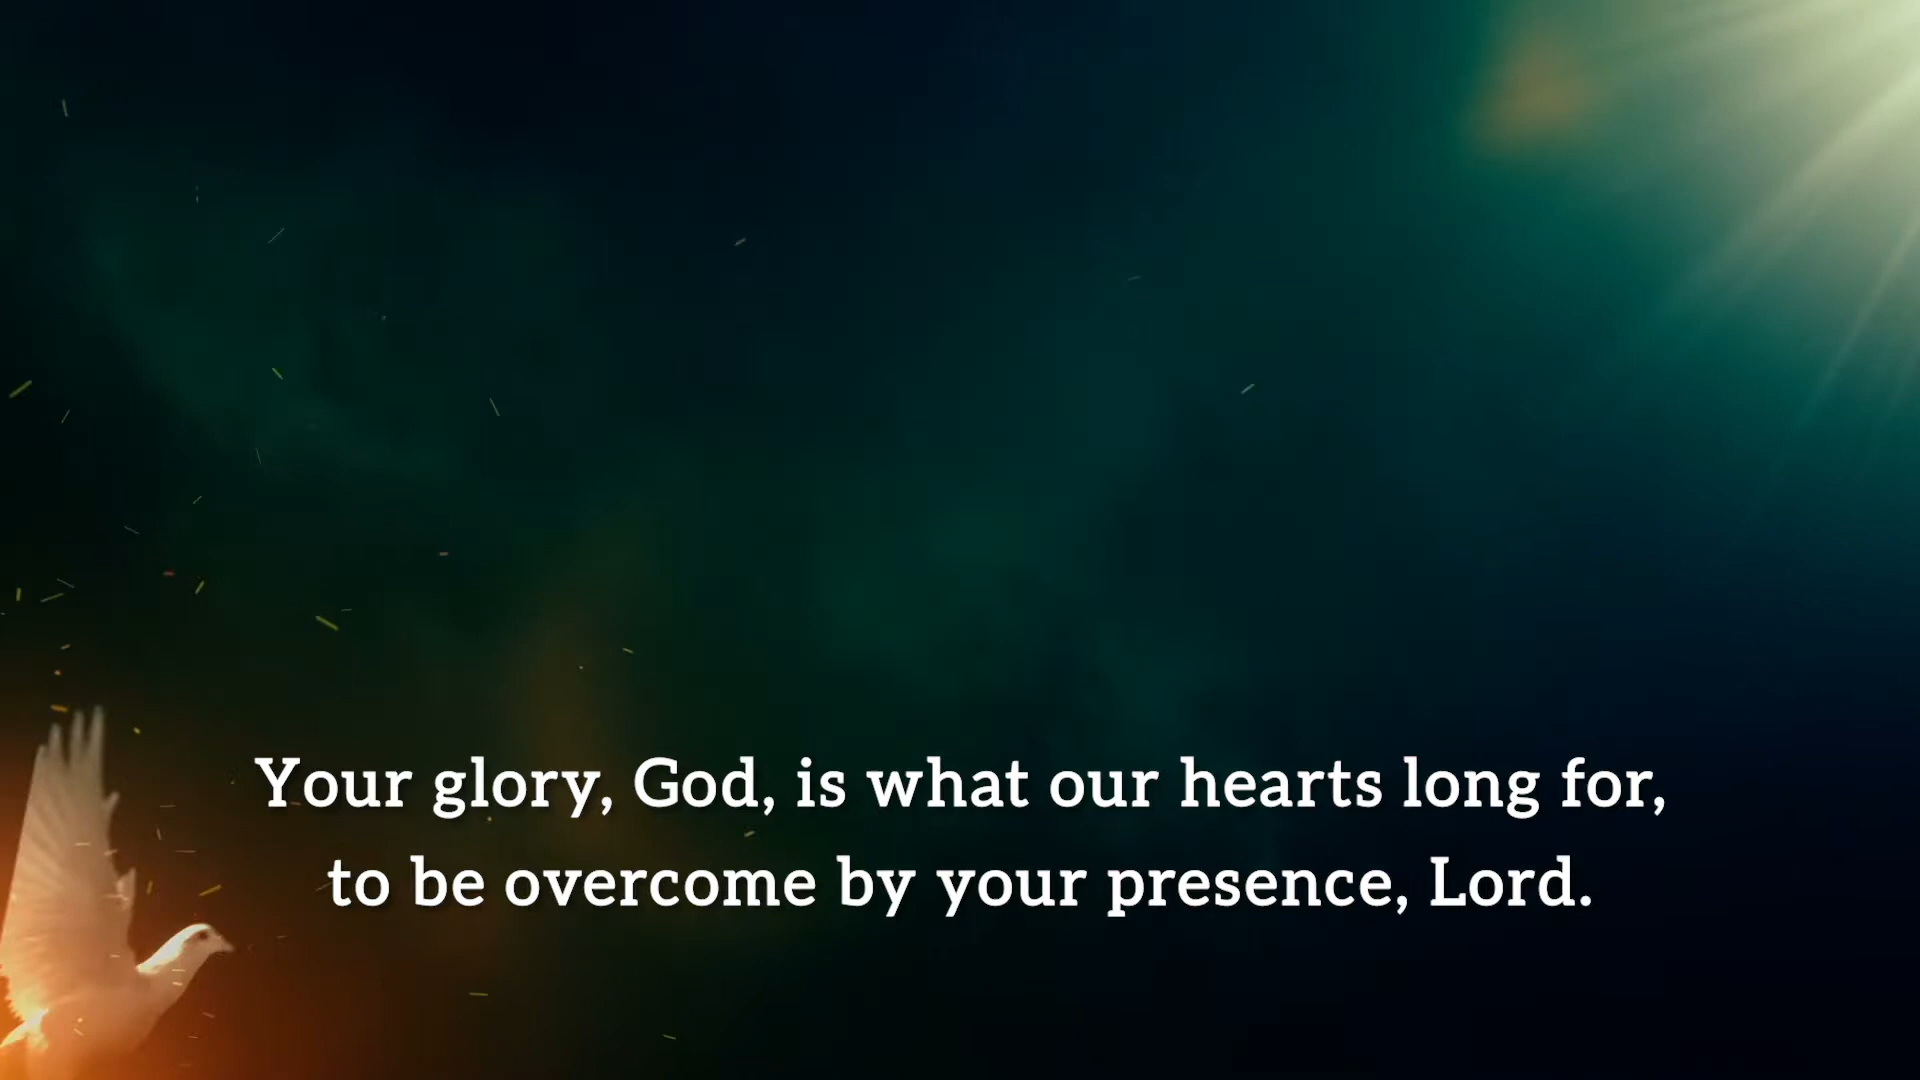 Your glory, God, is what our hearts long for,
to be overcome by your presence, Lord.